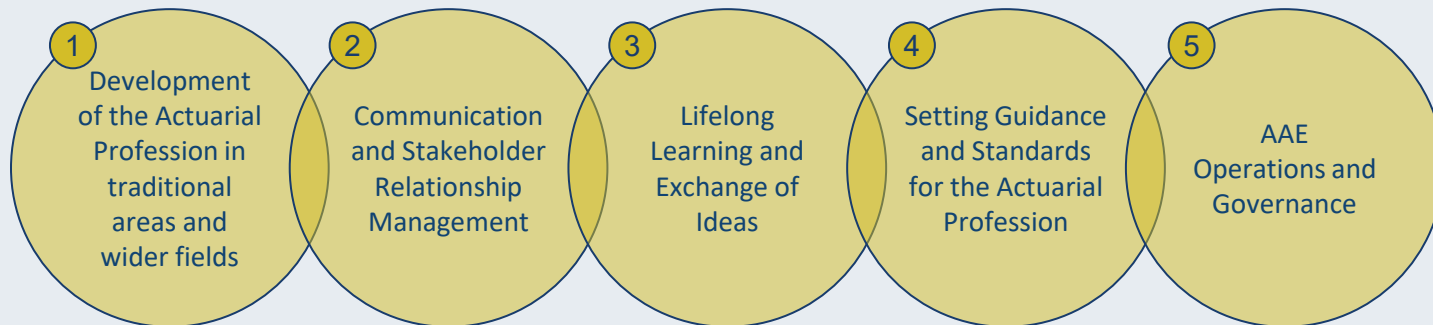 1
Development
of the Actuarial
Profession in
traditional
areas and
wider fields
2
Communication
and Stakeholder
Relationship
Management
3
Lifelong
Learning and
Exchange of
Ideas
4
Setting Guidance
and Standards
for the Actuarial
Profession
5
AAE
Operations and
Governance